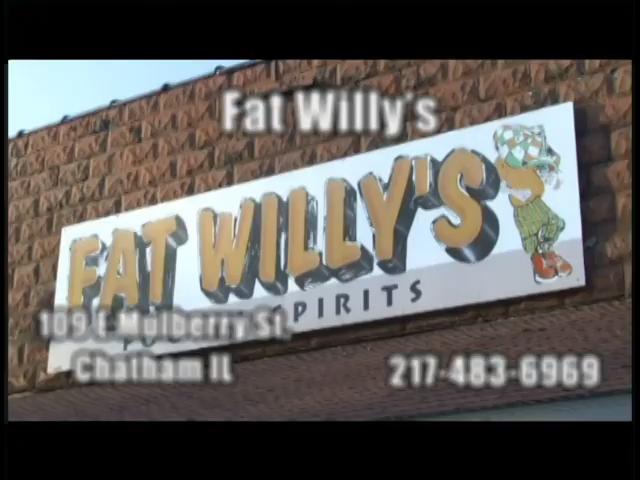 Fat Willy's
FAT WILLY'S
SPIRITS
109 E Mulberry St,
Chatham IL
217-483-6969